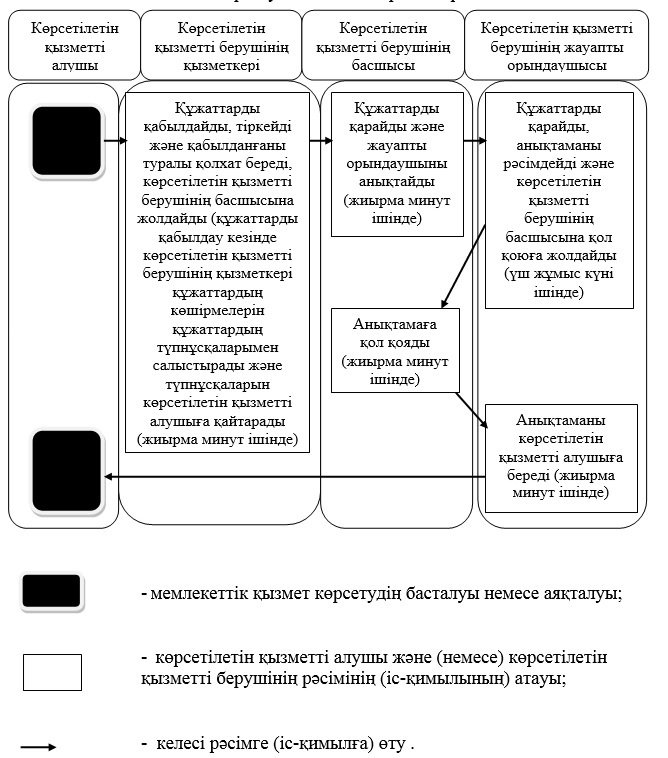 Көрсетілетін
қызметті
алушы
Көрсетілетін
қызметті берушінің
қызметкері
Көрсетілетін
қызметті берушінің
басшысы
Көрсетілетін қызметті
берушінің жауапты
орындаушысы
Құжаттарды
қабылдайды, тіркейді
және қабылданғаны
туралы қолхат береді,
көрсетілетін қызметті
берушінің басшысына
жолдайды (құжаттарды
қабылдау кезінде
көрсетілетін қызметті
берушінің қызметкері
құжаттардың
көшірмелерін
құжаттардың
түпнұсқаларымен
салыстырады және
түпнұсқаларын
көрсетілетін қызметті
алушыға қайтарады
(жиырма минут ішінде)
Құжаттарды
қарайды және
жауапты
орындаушыны
анықтайды
(жиырма минут
ішінде)
Құжаттарды
қарайды,
анықтаманы
рәсімдейді және
көрсетілетін
қызметті
берушінің
басшысына қол
қоюға жолдайды
(үш жұмыс күні
ішінде)
Анықтамаға
қол қояды
(жиырма минут
ішінде)
Анықтаманы
көрсетілетін
қызметті алушыға
береді (жиырма
минут ішінде)
- мемлекеттік қызмет көрсетудің басталуы немесе аяқталуы;
- көрсетілетін қызметті алушы және (немесе) көрсетілетін
қызметті берушінің рәсімінің (іс-қимылының) атауы;
- келесі рәсімге (іс-қимылға) өту .